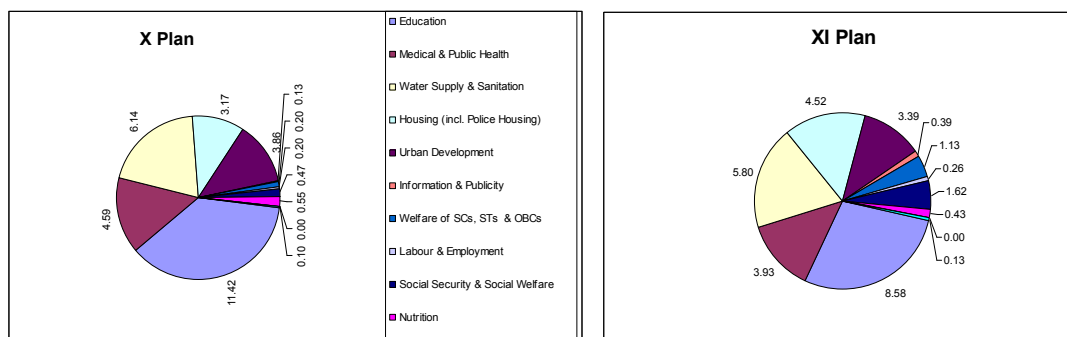 X Plan
3.17
6.14
3.86
0.13
0.20
0.20
0.47
0.55
0.00
0.10
4.59
11.42
Education
Medical & Public Health
Water Supply & Sanitation
Housing (incl. Police Housing)
Urban Development
Information & Publicity
Welfare of SCs, STs & OBCs
Labour & Employment
Social Security & Social Welfare
Nutrition
XI Plan
4.52
3.39
0.39
1.13
0.26
1.62
0.43
0.00
0.13
5.80
3.93
8.58